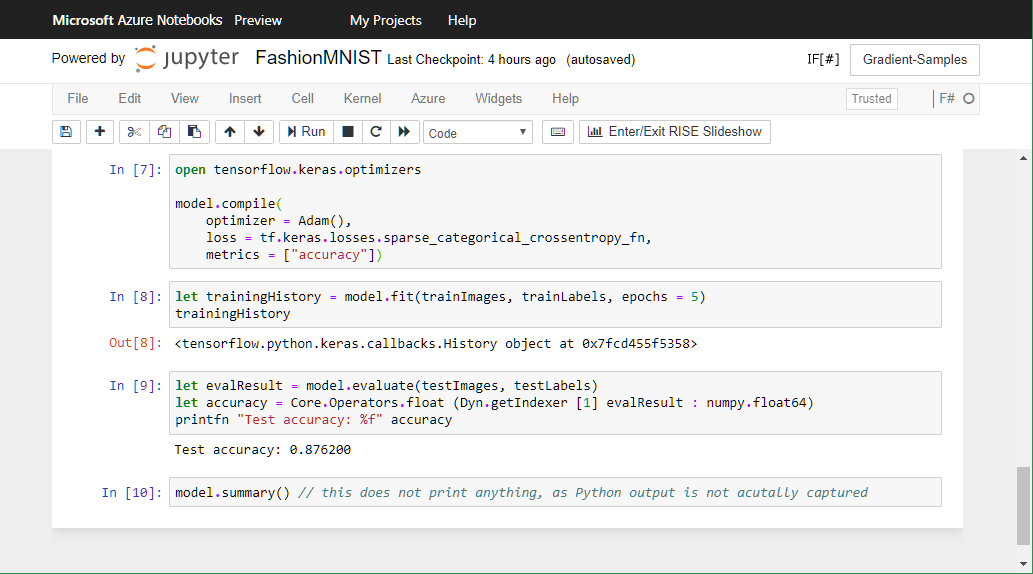 Microsoft Azure Notebooks Preview My Projects Help
Powered by jupyter FashionMNIST Last Checkpoint: 4 hours ago (autosaved) IF[#] Gradient-Samples
File Edit View Insert Cell Kernel Azure Widgets Help Trusted F#
Run Code Enter/Exit RISE Slideshow
In [7]: open tensorflow.keras.optimizers
model.compile(
optimizer = Adam(),
loss = tf.keras.losses.sparse_categorical_crossentropy_fn,
metrics = ["accuracy"])
In [8]: let trainingHistory = model.fit(trainImages, trainLabels, epochs = 5)
trainingHistory
Out[8]: <tensorflow.python.keras.callbacks.History object at 0x7fcd455f5358>
In [9]: let evalResult = model.evaluate(testImages, testLabels)
let accuracy = Core.Operators.float (Dyn.getIndexer [1] evalResult : numpy.float64)
printfn "Test accuracy: %f" accuracy
Test accuracy: 0.876200
In [10]: model.summary() // this does not print anything, as Python output is not acutally captured